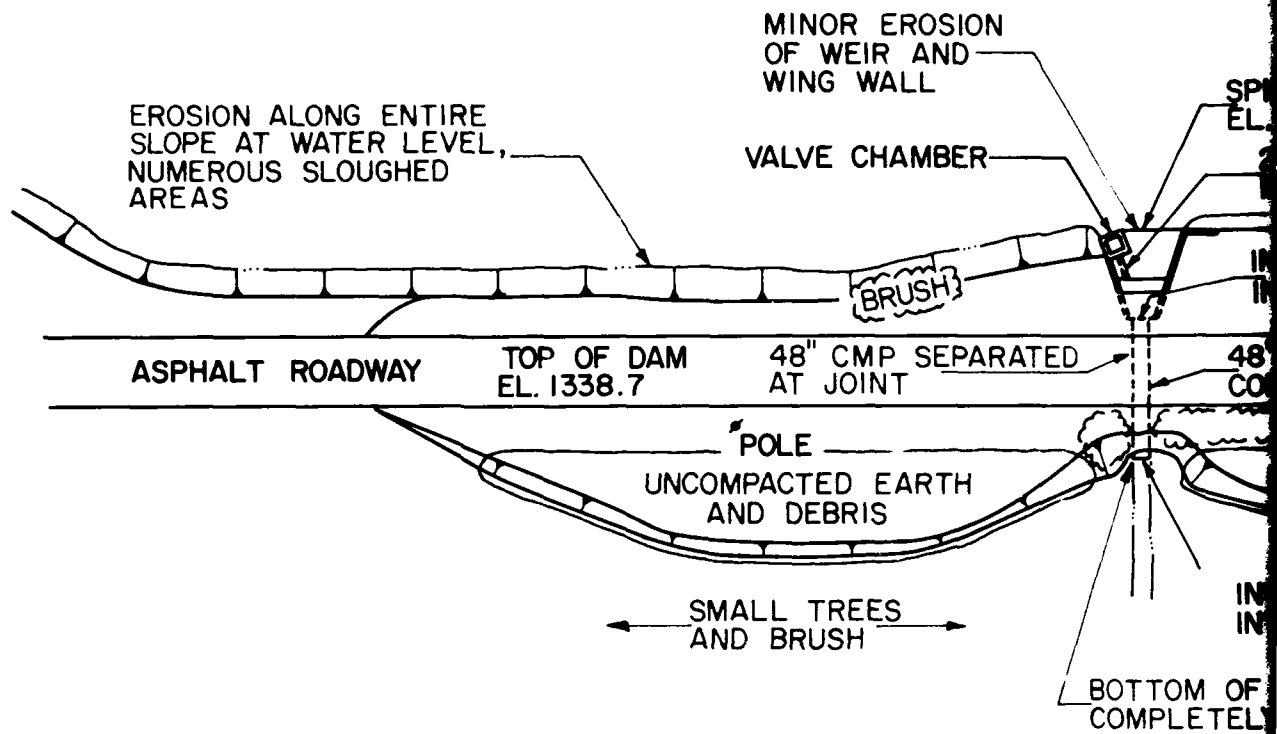 MINOR EROSION
OF WEIR AND
WING WALL
EL.
EROSION ALONG ENTIRE
SLOPE AT WATER LEVEL,
NUMEROUS SLOUGHED
AREAS
VALVE CHAMBER
BRUSH
ASPHALT ROADWAY
TOP OF DAM
EL. 1338.7
48" CMP SEPARATED
AT JOINT
48
POLE
UNCOMPACTED EARTH
AND DEBRIS
SMALL TREES
AND BRUSH
BOTTOM OF